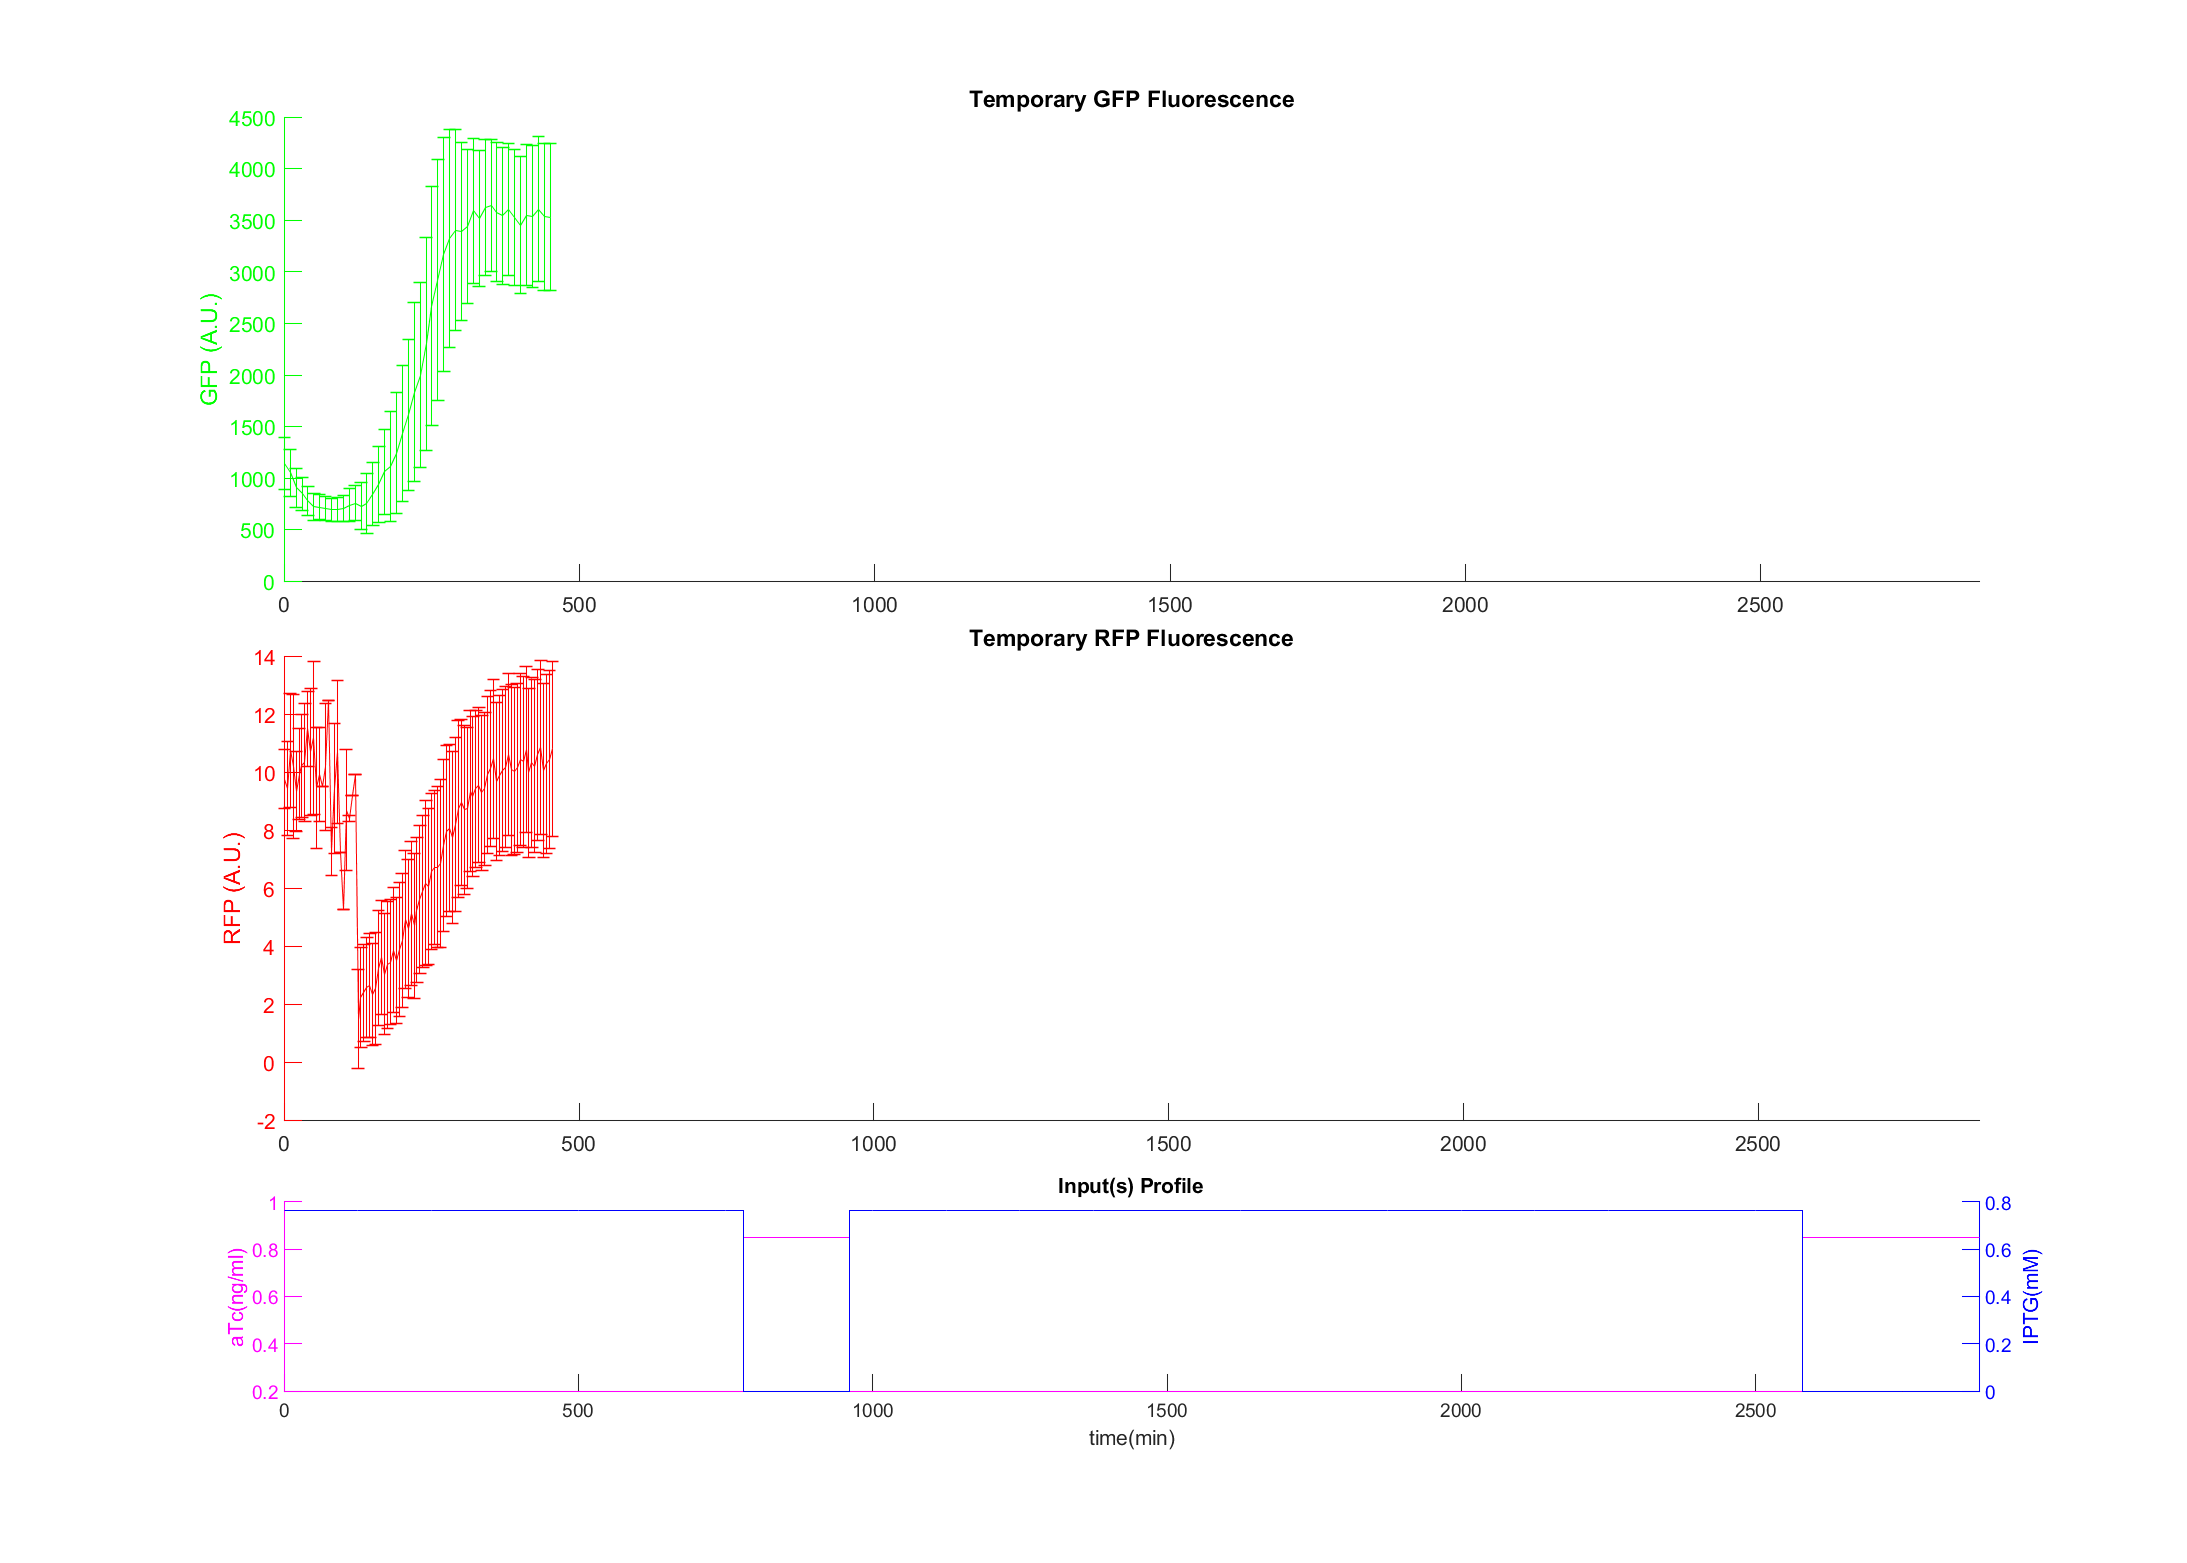 Temporary GFP Fluorescence
4500
4000
3500
3000
2500
2000
1500
1000
500
0
GFP (A.U.)
0 500 1000 1500 2000 2500
Temporary RFP Fluorescence
14
12
10
8
6
4
2
0
-2
RFP (A.U.)
0 500 1000 1500 2000 2500
Input(s) Profile
1
0.8
0.6
0.4
0.2
aTc(ng/ml)
0.8
0.6
0.4
0.2
0
IPTG(mM)
0 500 1000 1500 2000 2500
time(min)